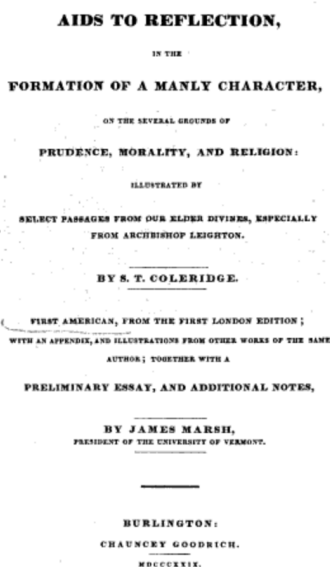 AIDS TO REFLECTION,
IN THE
FORMATION OF A MANLY CHARACTER,
ON THE SEVERAL GROUNDS OF
PRUDENCE, MORALITY, AND RELIGION:
ILLUSTRATED BY
SELECT PASSAGES FROM OUR ELDER DIVINES, ESPECIALLY
FROM ARCHBISHOP LEIGHTON.
BY S. T. COLERIDGE.
FIRST AMERICAN, FROM THE FIRST LONDON EDITION;
WITH AN APPENDIX, AND ILLUSTRATIONS FROM OTHER WORKS OF THE SAME
AUTHOR; TOGETHER WITH A
PRELIMINARY ESSAY, AND ADDITIONAL NOTES,
BY JAMES MARSH,
PRESIDENT OF THE UNIVERSITY OF VERMONT.
BURLINGTON:
CHAUNCEY GOODRICH.
MDCCCXXIX.